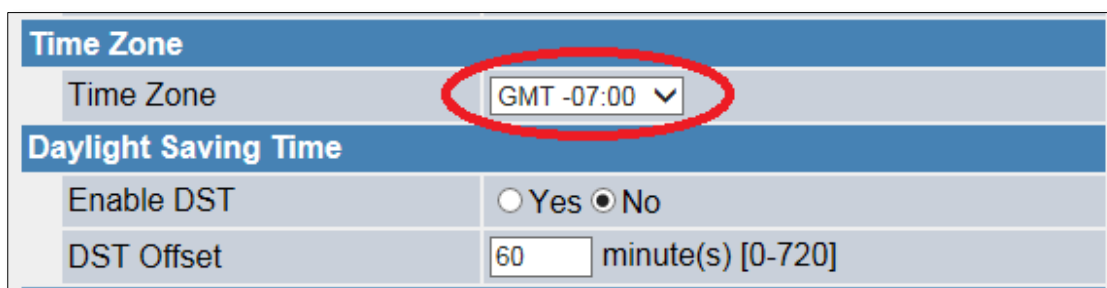 Time Zone
Time Zone GMT -07:00
Daylight Saving Time
Enable DST Yes No
DST Offset 60 minute(s) [0-720]